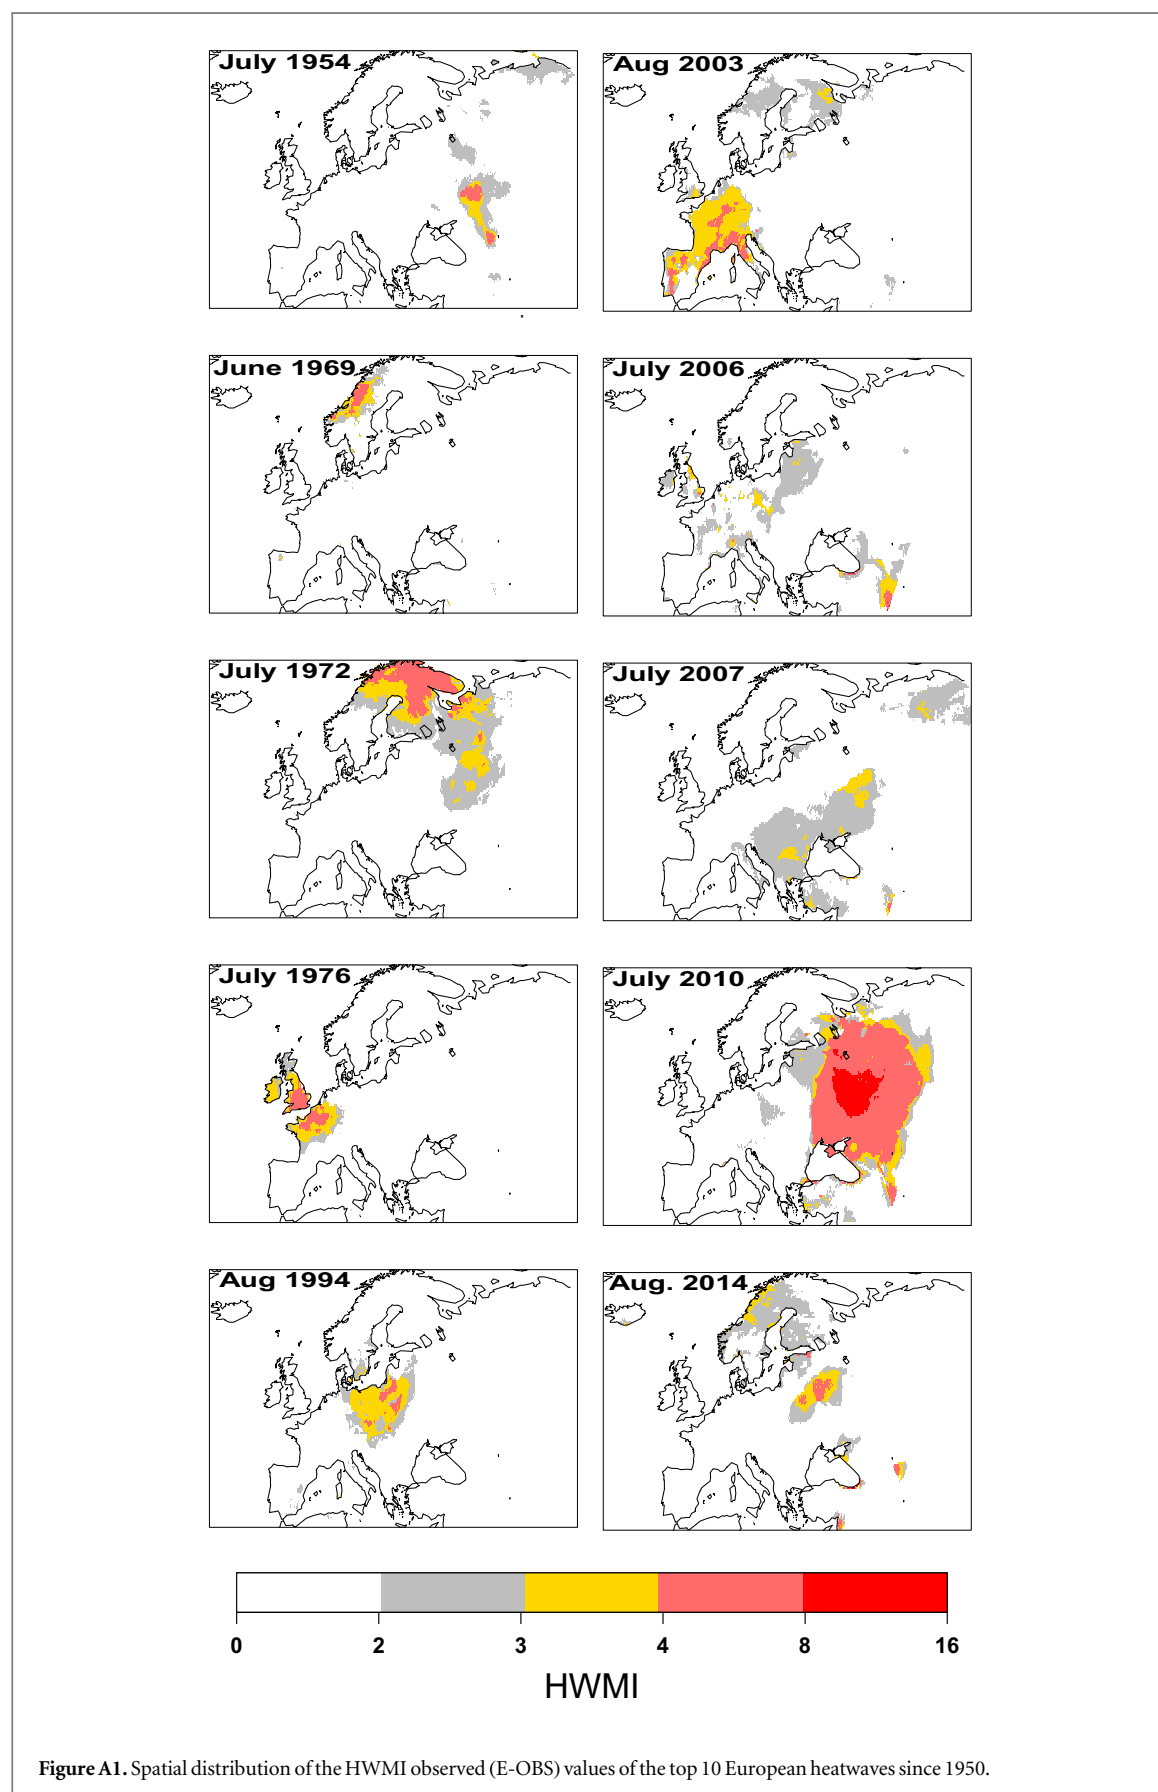 July 1954
Aug 2003
June 1969
July 2006
July 1972
July 2007
July 1976
July 2010
Aug 1994
Aug. 2014
0 2 3 4 8 16
HWMI
Figure A1. Spatial distribution of the HWMI observed (E-OBS) values of the top 10 European heatwaves since 1950.